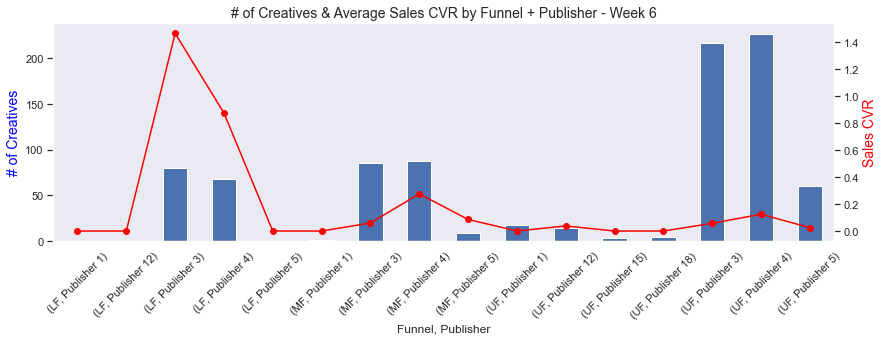 # of Creatives & Average Sales CVR by Funnel + Publisher - Week 6
# of Creatives
200
150
100
50
0
1.4
1.2
1.0
0.8
0.6
0.4
0.2
0.0
Sales CVR
(LF, Publisher 1)
(LF, Publisher 12)
(LF, Publisher 3)
(LF, Publisher 4)
(LF, Publisher 5)
(MF, Publisher 1)
(MF, Publisher 3)
(MF, Publisher 4)
(MF, Publisher 5)
(UF, Publisher 1)
(UF, Publisher 12)
(UF, Publisher 15)
(UF, Publisher 18)
(UF, Publisher 3)
(UF, Publisher 4)
(UF, Publisher 5)
Funnel, Publisher